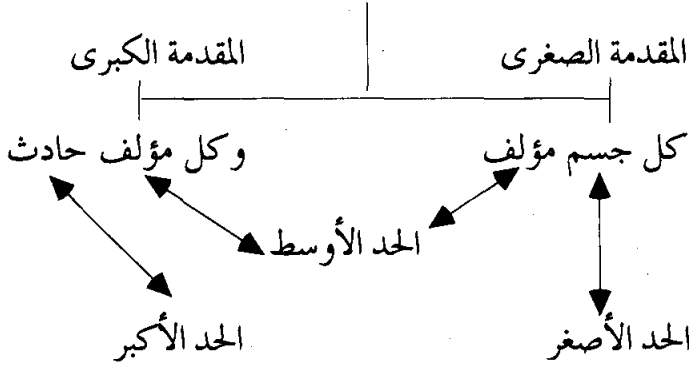 المقدمة الصغرى
المقدمة الكبرى
كل جسم مؤلف
وكل مؤلف حادث
الحد الأوسط
الحد الأصغر
الحد الأكبر